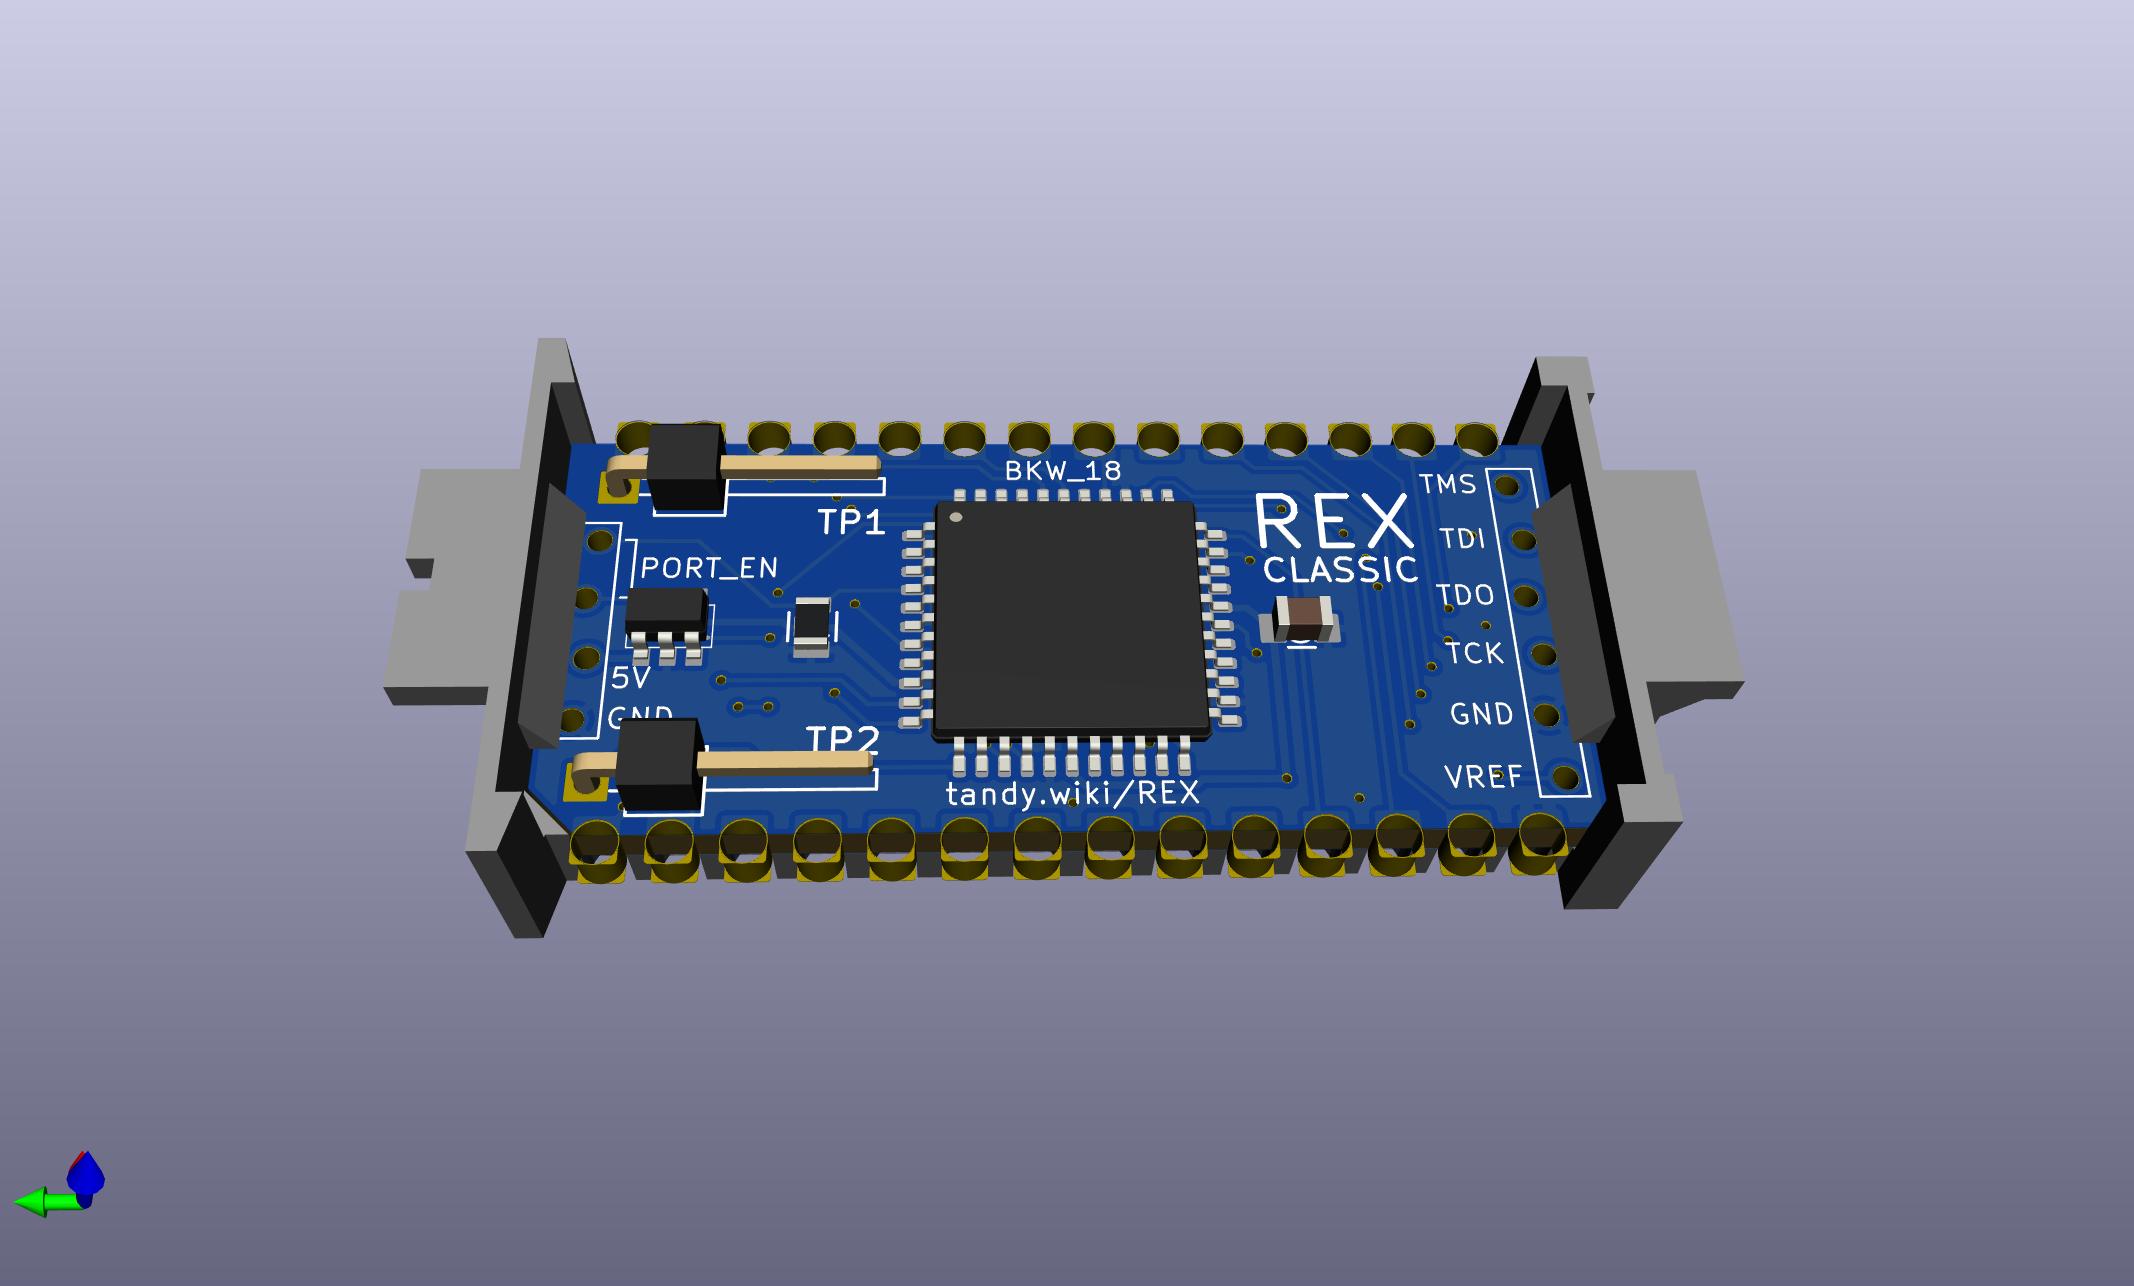 BKW_18
TMS
REX
CLASSIC
TP1
TDI
PORT_EN
TDO
TCK
5V
GND
GND
TP2
VREF
tandy.wiki/REX